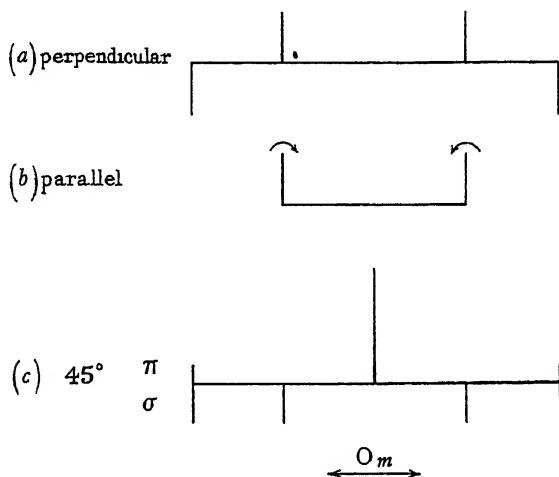 (a) perpendicular
(b) parallel
(c) 45° π
σ
O m